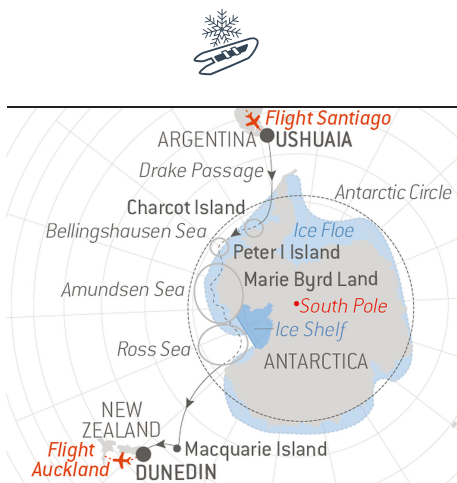 Flight Santiago
ARGENTINA
USHUAIA
Drake Passage
Antarctic Circle
Charcot Island
Bellingshausen Sea
Ice Floe
Peter I Island
Marie Byrd Land
Amundsen Sea
South Pole
Ice Shelf
Ross Sea
ANTARCTICA
NEW
ZEALAND
Flight
Auckland
Macquarie Island
DUNEDIN